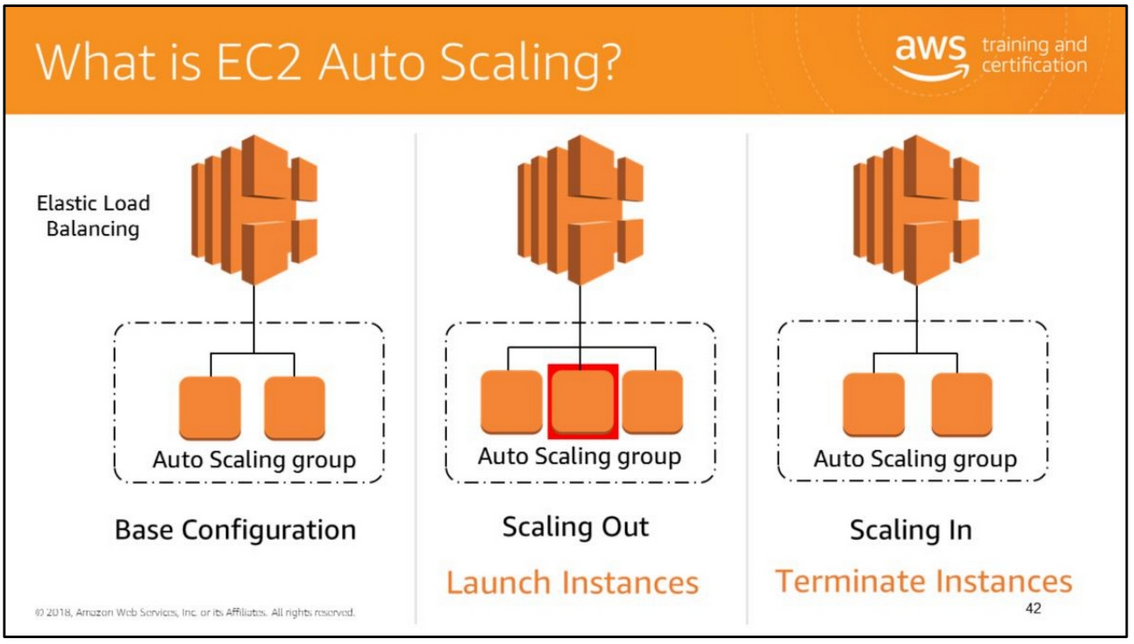 What is EC2 Auto Scaling?
aws training and
certification
Elastic Load
Balancing
Auto Scaling group
Base Configuration
Auto Scaling group
Scaling Out
Launch Instances
Auto Scaling group
Scaling In
Terminate Instances
© 2018, Amazon Web Services, Inc. or its Affiliates. All rights reserved.
42